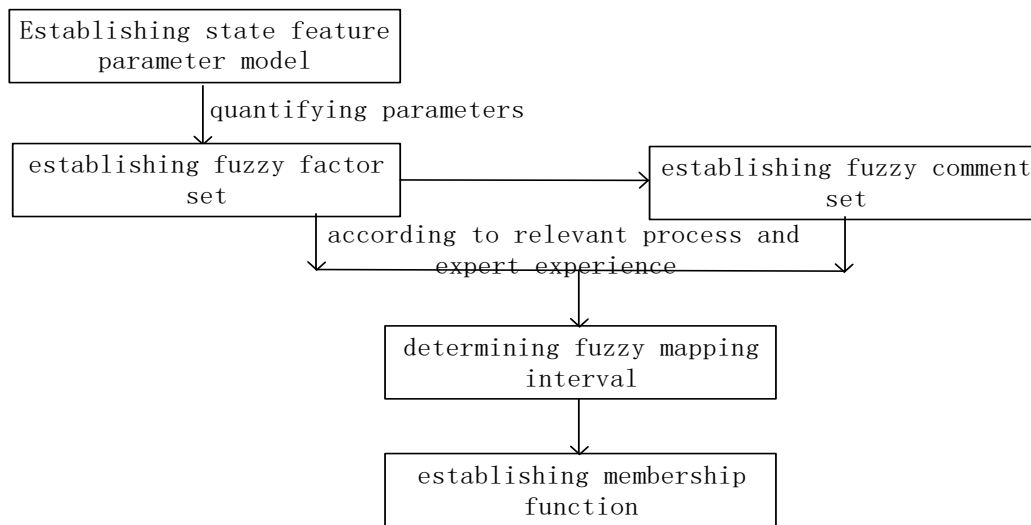 Establishing state feature
parameter model
quantifying parameters
establishing fuzzy factor
set
establishing fuzzy comment
set
according to relevant process and
expert experience
determining fuzzy mapping
interval
establishing membership
function